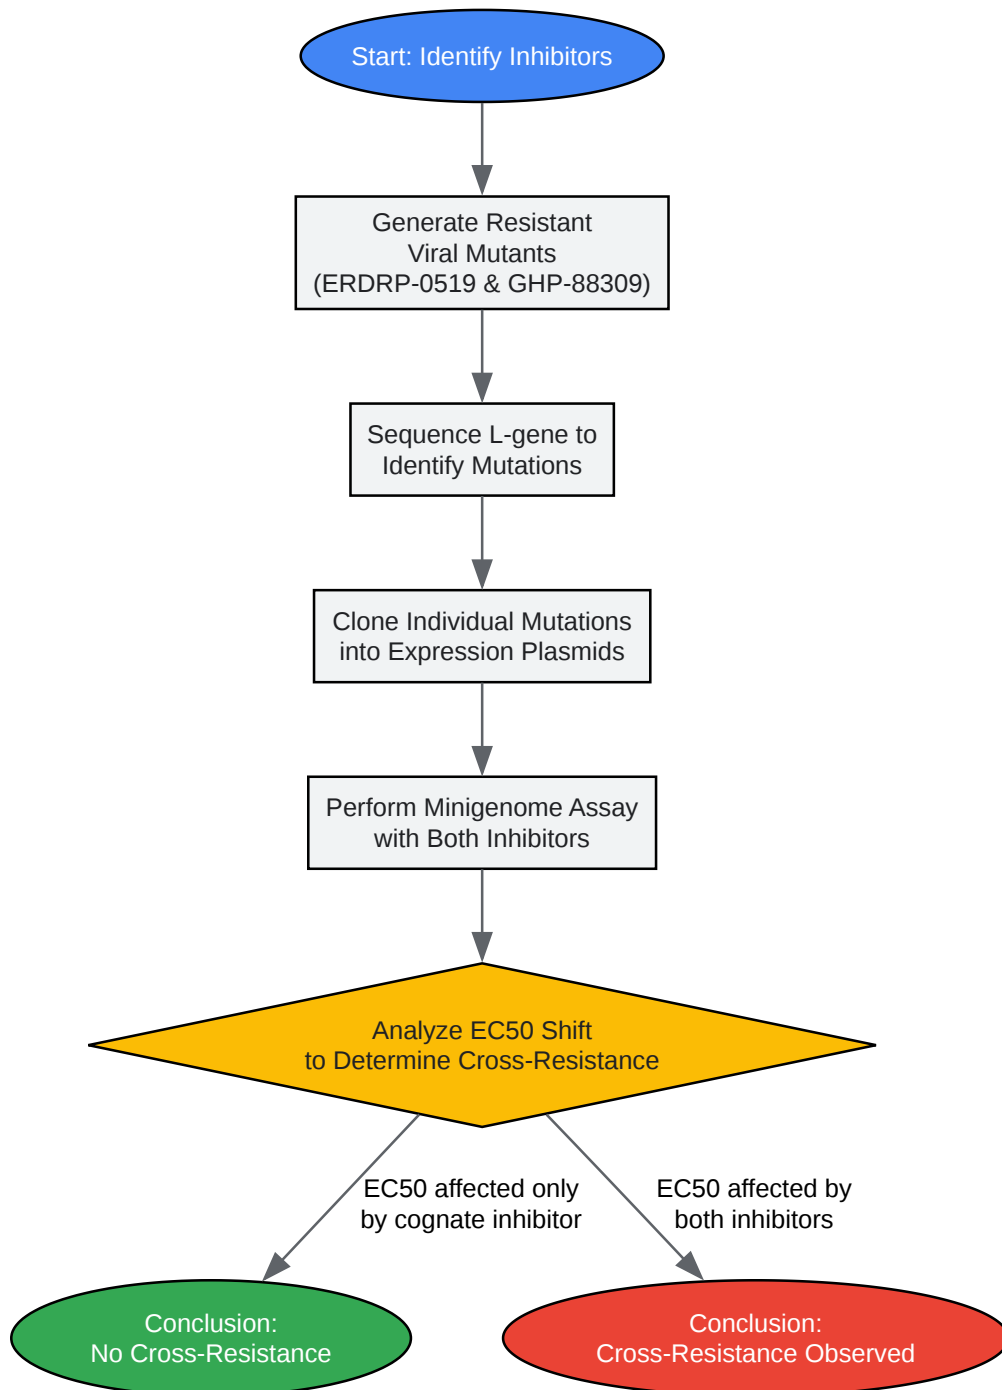 Start: Identify Inhibitors
Generate Resistant
Viral Mutants
(ERDRP-0519 & GHP-88309)
Sequence L-gene to
Identify Mutations
Clone Individual Mutations
into Expression Plasmids
Perform Minigenome Assay
with Both Inhibitors
Analyze EC50 Shift
to Determine Cross-Resistance
EC50 affected only
by cognate inhibitor
EC50 affected by
both inhibitors
Conclusion:
No Cross-Resistance
Conclusion:
Cross-Resistance Observed